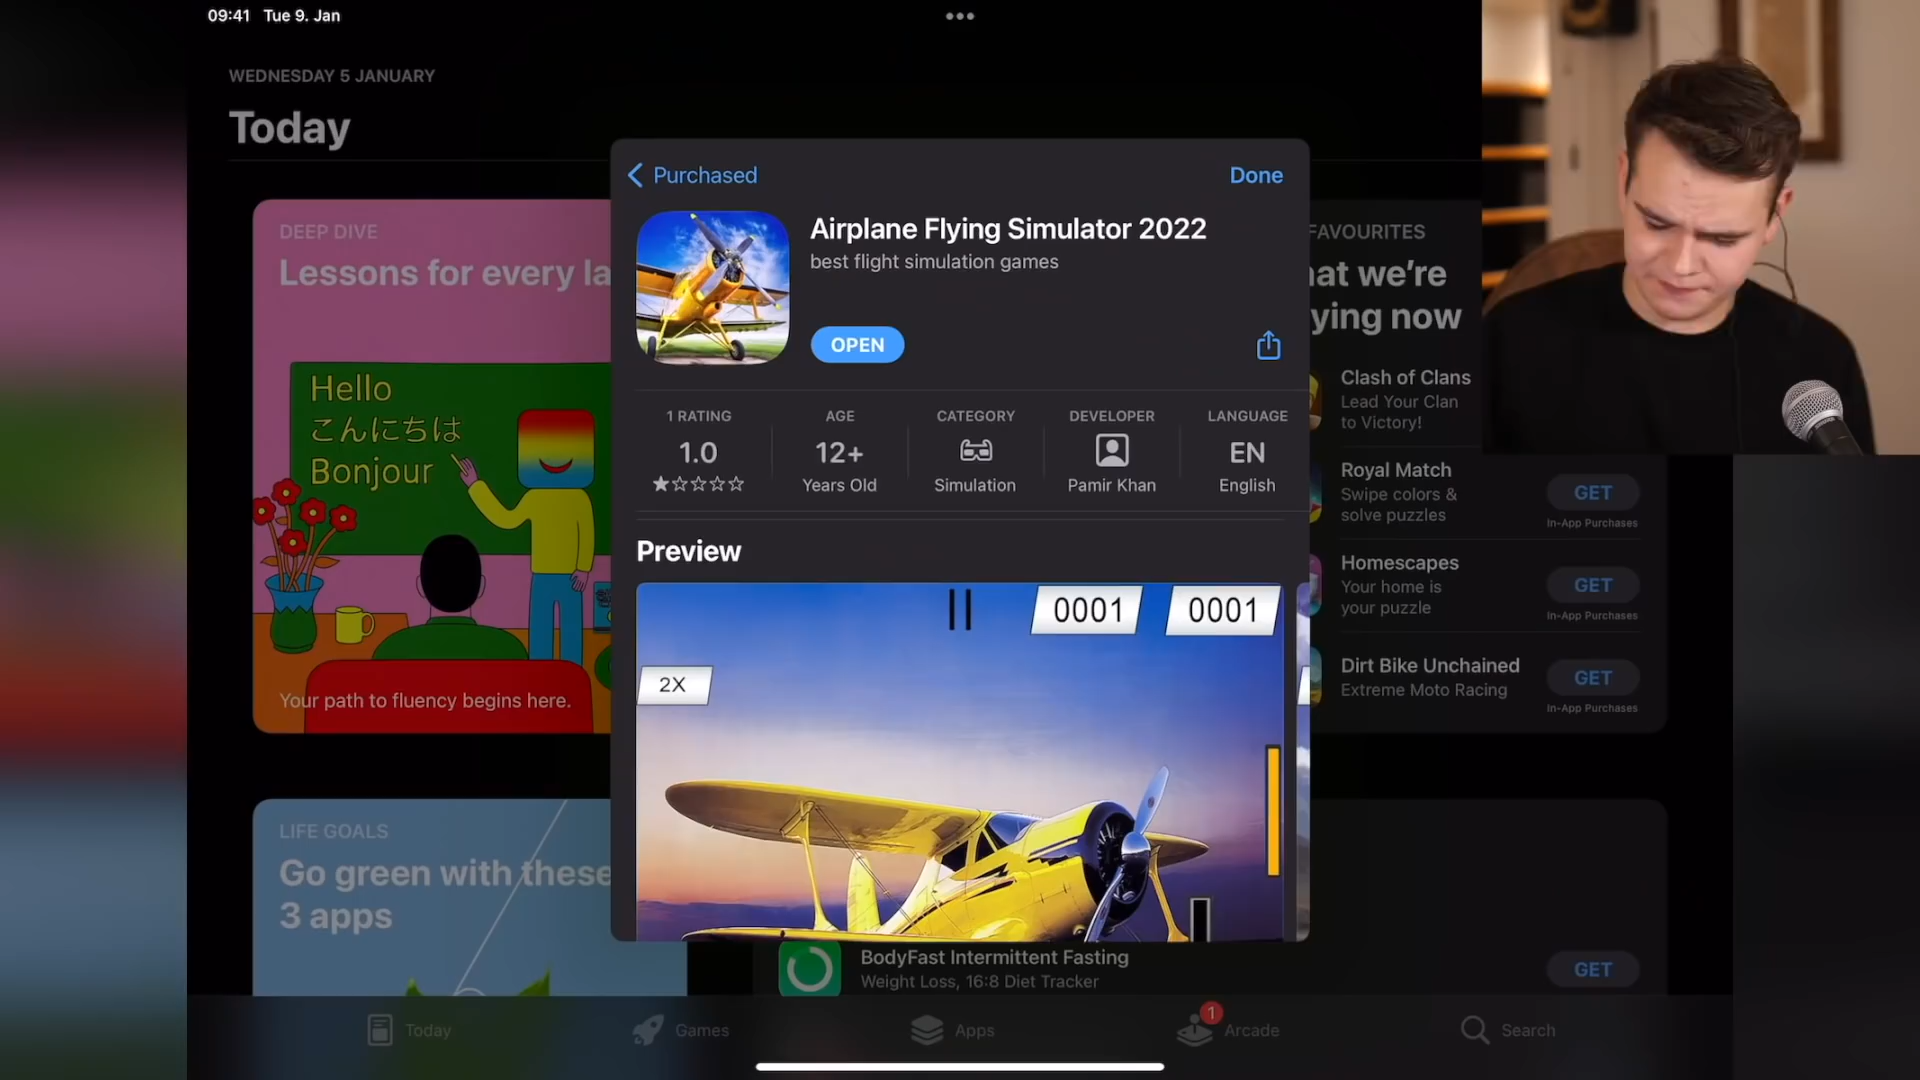 09:41 Tue 9. Jan
WEDNESDAY 5 JANUARY
Today
DEEP DIVE
Lessons for every la
Hello
こんにちは
Bonjour
Your path to fluency begins here.
LIFE GOALS
Go green with these
3 apps
Purchased
Done
Airplane Flying Simulator 2022
best flight simulation games
OPEN
1 RATING
1.0
AGE
12+
Years Old
CATEGORY
Simulation
DEVELOPER
Pamir Khan
LANGUAGE
EN
English
Preview
0001
0001
2X
FAVOURITES
hat we're
ying now
Clash of Clans
Lead Your Clan
to Victory!
Royal Match
Swipe colors &
solve puzzles
GET
In-App Purchases
Homescapes
Your home is
your puzzle
GET
In-App Purchases
Dirt Bike Unchained
Extreme Moto Racing
GET
In-App Purchases
BodyFast Intermittent Fasting
Weight Loss, 16:8 Diet Tracker
GET
Today
Games
Apps
1
Arcade
Search